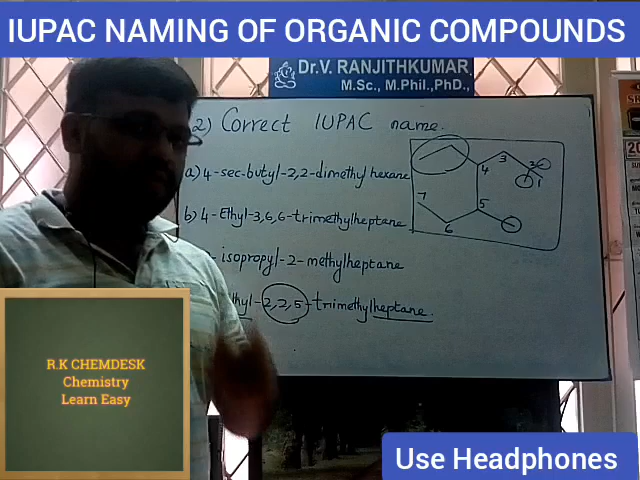 IUPAC NAMING OF ORGANIC COMPOUNDS
Dr.V. RANJITHKUMAR
M.Sc., M.Phil.,PhD.,
2) Correct IUPAC name.
a) 4-sec-butyl-2,2-dimethyl hexane
b) 4-Ethyl-3,6,6-trimethylheptane
- isopropyl-2-methylheptane
thyl-2,2,5-trimethylheptane.
4
3
2
1
7
5
6
R.K CHEMDESK
Chemistry
Learn Easy
Use Headphones